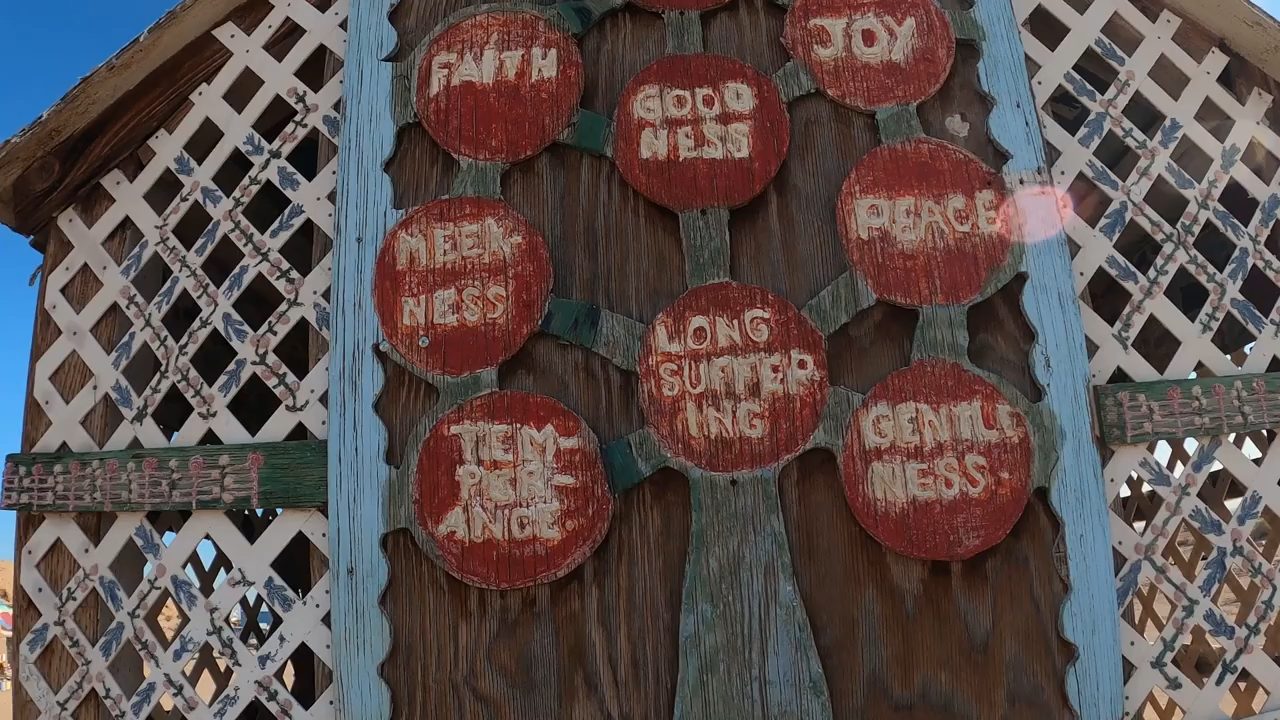 FAITH
JOY
GOOD
NESS
PEACE
MEEK-
NESS
LONG
SUFFER
ING
GENTLE
NESS.
TEM-
PER-
ANCE.